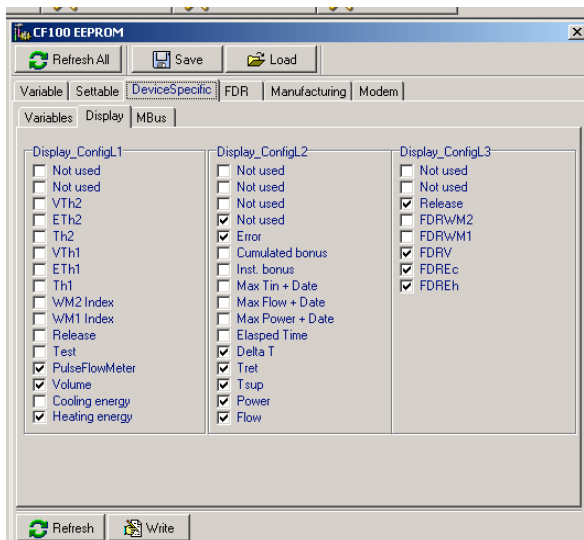 CF100 EEPROM
Refresh All Save Load
Variable Settable DeviceSpecific FDR Manufacturing Modem
Variables Display MBus
Display_ConfigL1
Not used
Not used
VTh2
ETh2
Th2
VTh1
ETh1
Th1
WM2 Index
WM1 Index
Release
Test
PulseFlowMeter
Volume
Cooling energy
Heating energy
Display_ConfigL2
Not used
Not used
Not used
Not used
Error
Cumulated bonus
Inst. bonus
Max Tin + Date
Max Flow + Date
Max Power + Date
Elasped Time
Delta T
Tret
Tsup
Power
Flow
Display_ConfigL3
Not used
Not used
Release
FDRWM2
FDRWM1
FDRV
FDREc
FDREh
Refresh Write